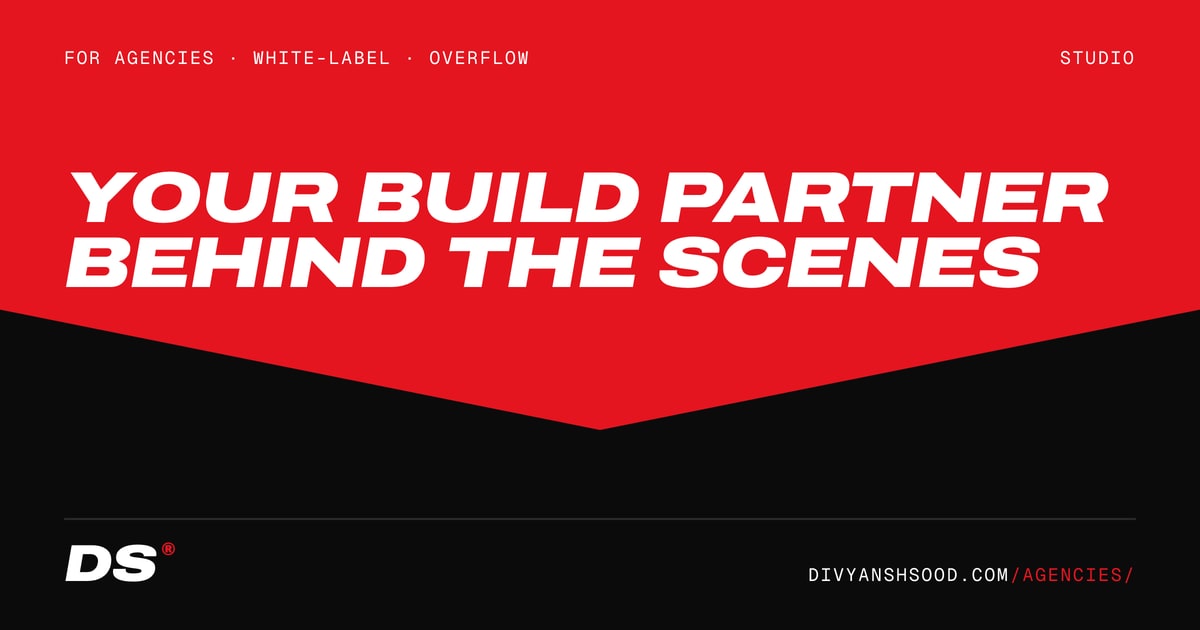 FOR AGENCIES · WHITE-LABEL · OVERFLOW
STUDIO
YOUR BUILD PARTNER
BEHIND THE SCENES
DS®
DIVYANSHSOOD.COM/AGENCIES/